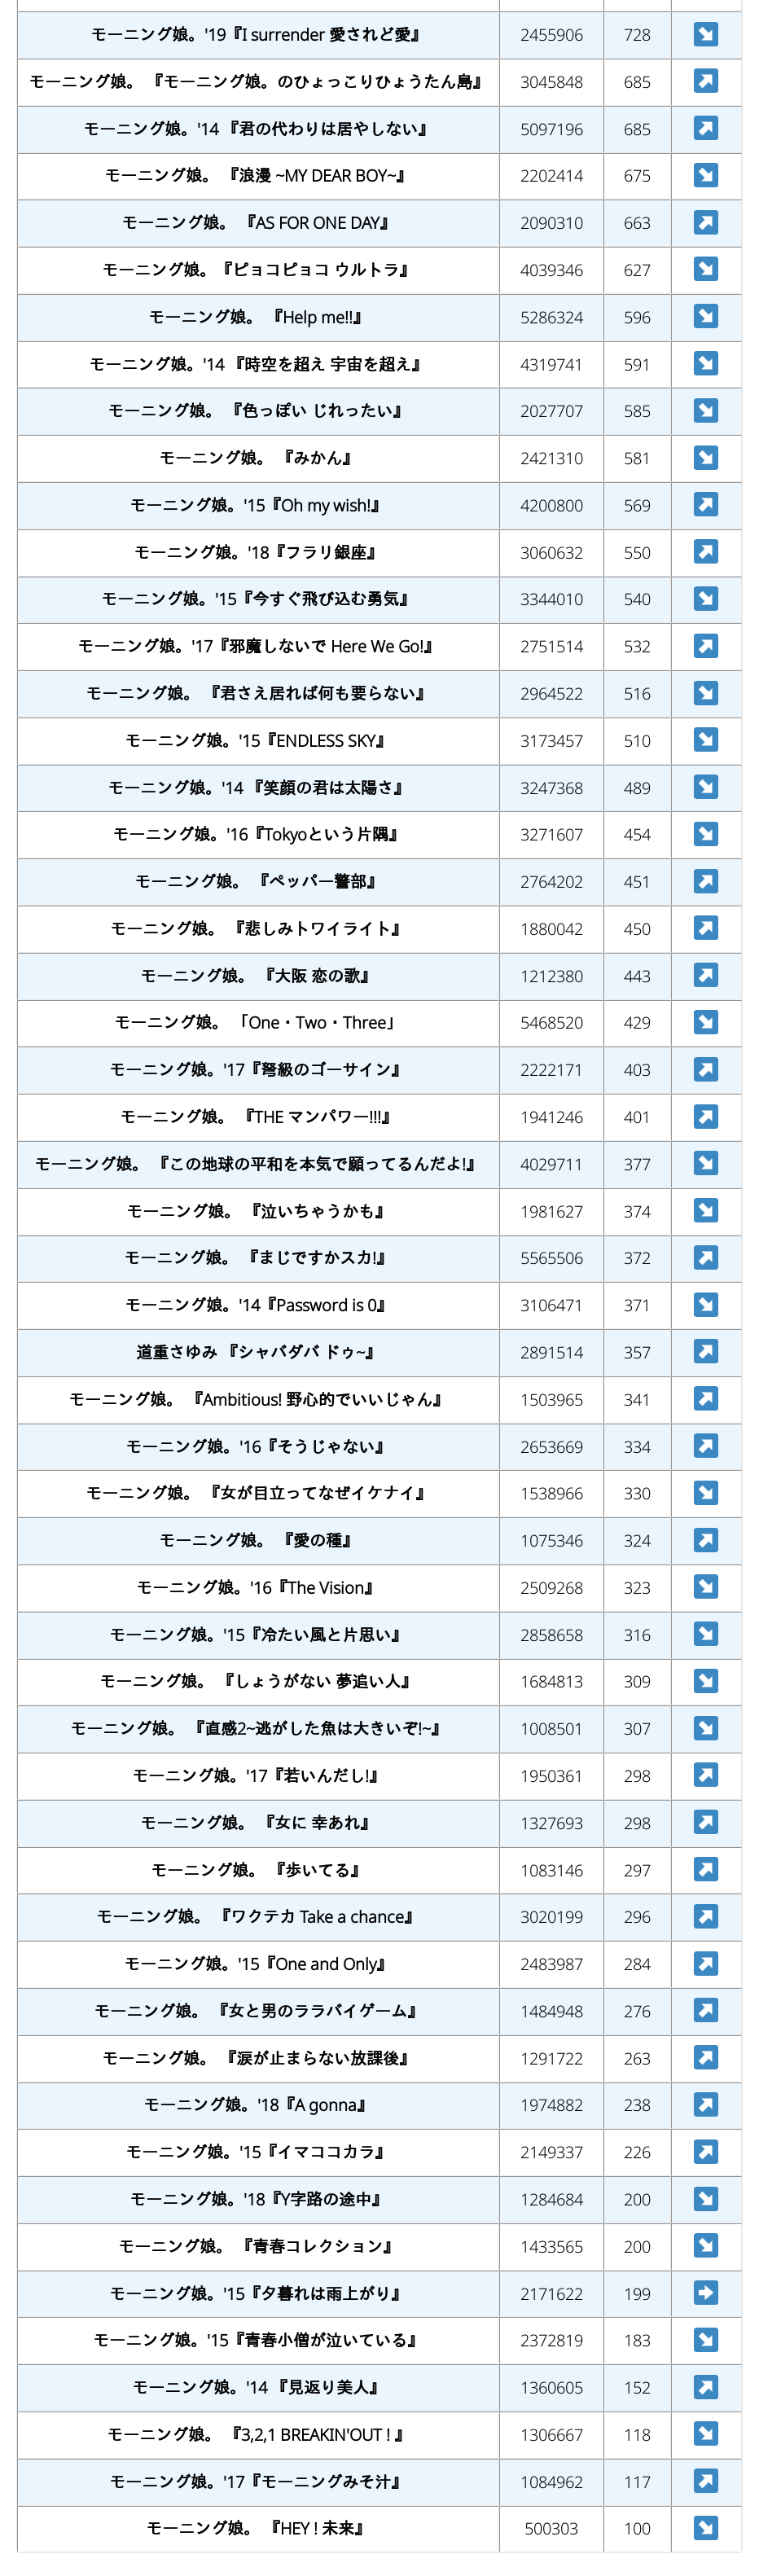 モーニング娘。'19『I surrender 愛されど愛』 2455906 728 ↘
モーニング娘。 『モーニング娘。のひょっこりひょうたん島』 3045848 685 ↗
モーニング娘。'14 『君の代わりは居やしない』 5097196 685 ↗
モーニング娘。 『浪漫 ~MY DEAR BOY~』 2202414 675 ↘
モーニング娘。 『AS FOR ONE DAY』 2090310 663 ↗
モーニング娘。『ピョコピョコ ウルトラ』 4039346 627 ↘
モーニング娘。 『Help me!!』 5286324 596 ↘
モーニング娘。'14 『時空を超え 宇宙を超え』 4319741 591 ↘
モーニング娘。 『色っぽい じれったい』 2027707 585 ↘
モーニング娘。 『みかん』 2421310 581 ↘
モーニング娘。'15『Oh my wish!』 4200800 569 ↗
モーニング娘。'18『フラリ銀座』 3060632 550 ↗
モーニング娘。'15『今すぐ飛び込む勇気』 3344010 540 ↘
モーニング娘。'17『邪魔しないで Here We Go!』 2751514 532 ↗
モーニング娘。 『君さえ居れば何も要らない』 2964522 516 ↘
モーニング娘。'15『ENDLESS SKY』 3173457 510 ↘
モーニング娘。'14 『笑顔の君は太陽さ』 3247368 489 ↘
モーニング娘。'16『Tokyoという片隅』 3271607 454 ↘
モーニング娘。 『ペッパー警部』 2764202 451 ↗
モーニング娘。 『悲しみトワイライト』 1880042 450 ↗
モーニング娘。 『大阪 恋の歌』 1212380 443 ↗
モーニング娘。 「One・Two・Three」 5468520 429 ↘
モーニング娘。'17『弩級のゴーサイン』 2222171 403 ↗
モーニング娘。 『THE マンパワー!!!』 1941246 401 ↗
モーニング娘。 『この地球の平和を本気で願ってるんだよ!』 4029711 377 ↘
モーニング娘。 『泣いちゃうかも』 1981627 374 ↘
モーニング娘。 『まじですかスカ!』 5565506 372 ↗
モーニング娘。'14『Password is 0』 3106471 371 ↘
道重さゆみ 『シャバダバ ドゥ~』 2891514 357 ↗
モーニング娘。 『Ambitious! 野心的でいいじゃん』 1503965 341 ↗
モーニング娘。'16『そうじゃない』 2653669 334 ↗
モーニング娘。 『女が目立ってなぜイケナイ』 1538966 330 ↘
モーニング娘。 『愛の種』 1075346 324 ↗
モーニング娘。'16『The Vision』 2509268 323 ↘
モーニング娘。'15『冷たい風と片思い』 2858658 316 ↘
モーニング娘。 『しょうがない 夢追い人』 1684813 309 ↘
モーニング娘。 『直感2~逃がした魚は大きいぞ!~』 1008501 307 ↘
モーニング娘。'17『若いんだし!』 1950361 298 ↗
モーニング娘。 『女に 幸あれ』 1327693 298 ↗
モーニング娘。 『歩いてる』 1083146 297 ↗
モーニング娘。 『ワクテカ Take a chance』 3020199 296 ↗
モーニング娘。'15『One and Only』 2483987 284 ↗
モーニング娘。 『女と男のララバイゲーム』 1484948 276 ↗
モーニング娘。 『涙が止まらない放課後』 1291722 263 ↗
モーニング娘。'18『A gonna』 1974882 238 ↗
モーニング娘。'15『イマココカラ』 2149337 226 ↗
モーニング娘。'18『Y字路の途中』 1284684 200 ↘
モーニング娘。 『青春コレクション』 1433565 200 ↘
モーニング娘。'15『夕暮れは雨上がり』 2171622 199 →
モーニング娘。'15『青春小僧が泣いている』 2372819 183 ↘
モーニング娘。'14 『見返り美人』 1360605 152 ↗
モーニング娘。 『3,2,1 BREAKIN'OUT ! 』 1306667 118 ↘
モーニング娘。'17『モーニングみそ汁』 1084962 117 ↗
モーニング娘。 『HEY ! 未来』 500303 100 ↘